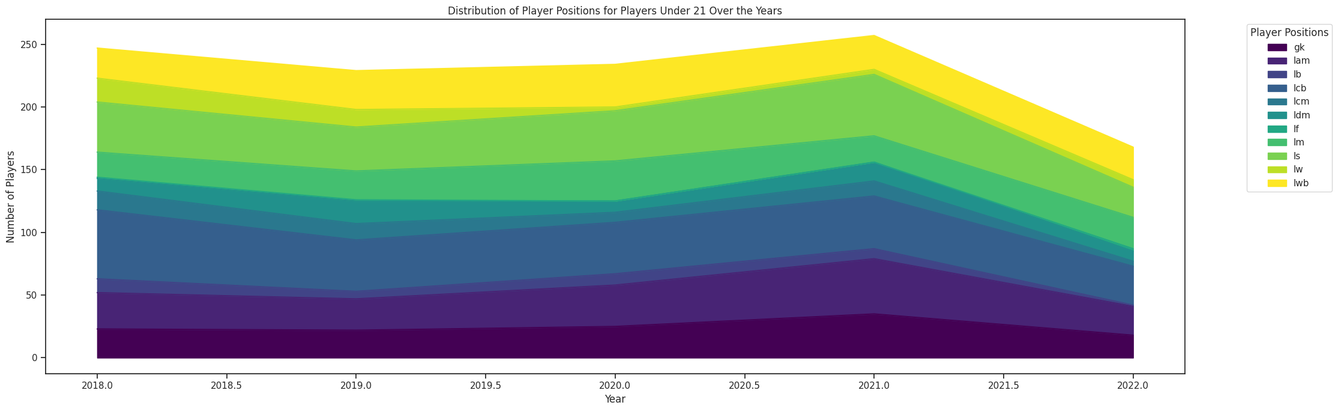 Distribution of Player Positions for Players Under 21 Over the Years
Number of Players
250
200
150
100
50
0
2018.0 2018.5 2019.0 2019.5 2020.0 2020.5 2021.0 2021.5 2022.0
Year
Player Positions
gk
lam
lb
lcb
lcm
ldm
lf
lm
ls
lw
lwb